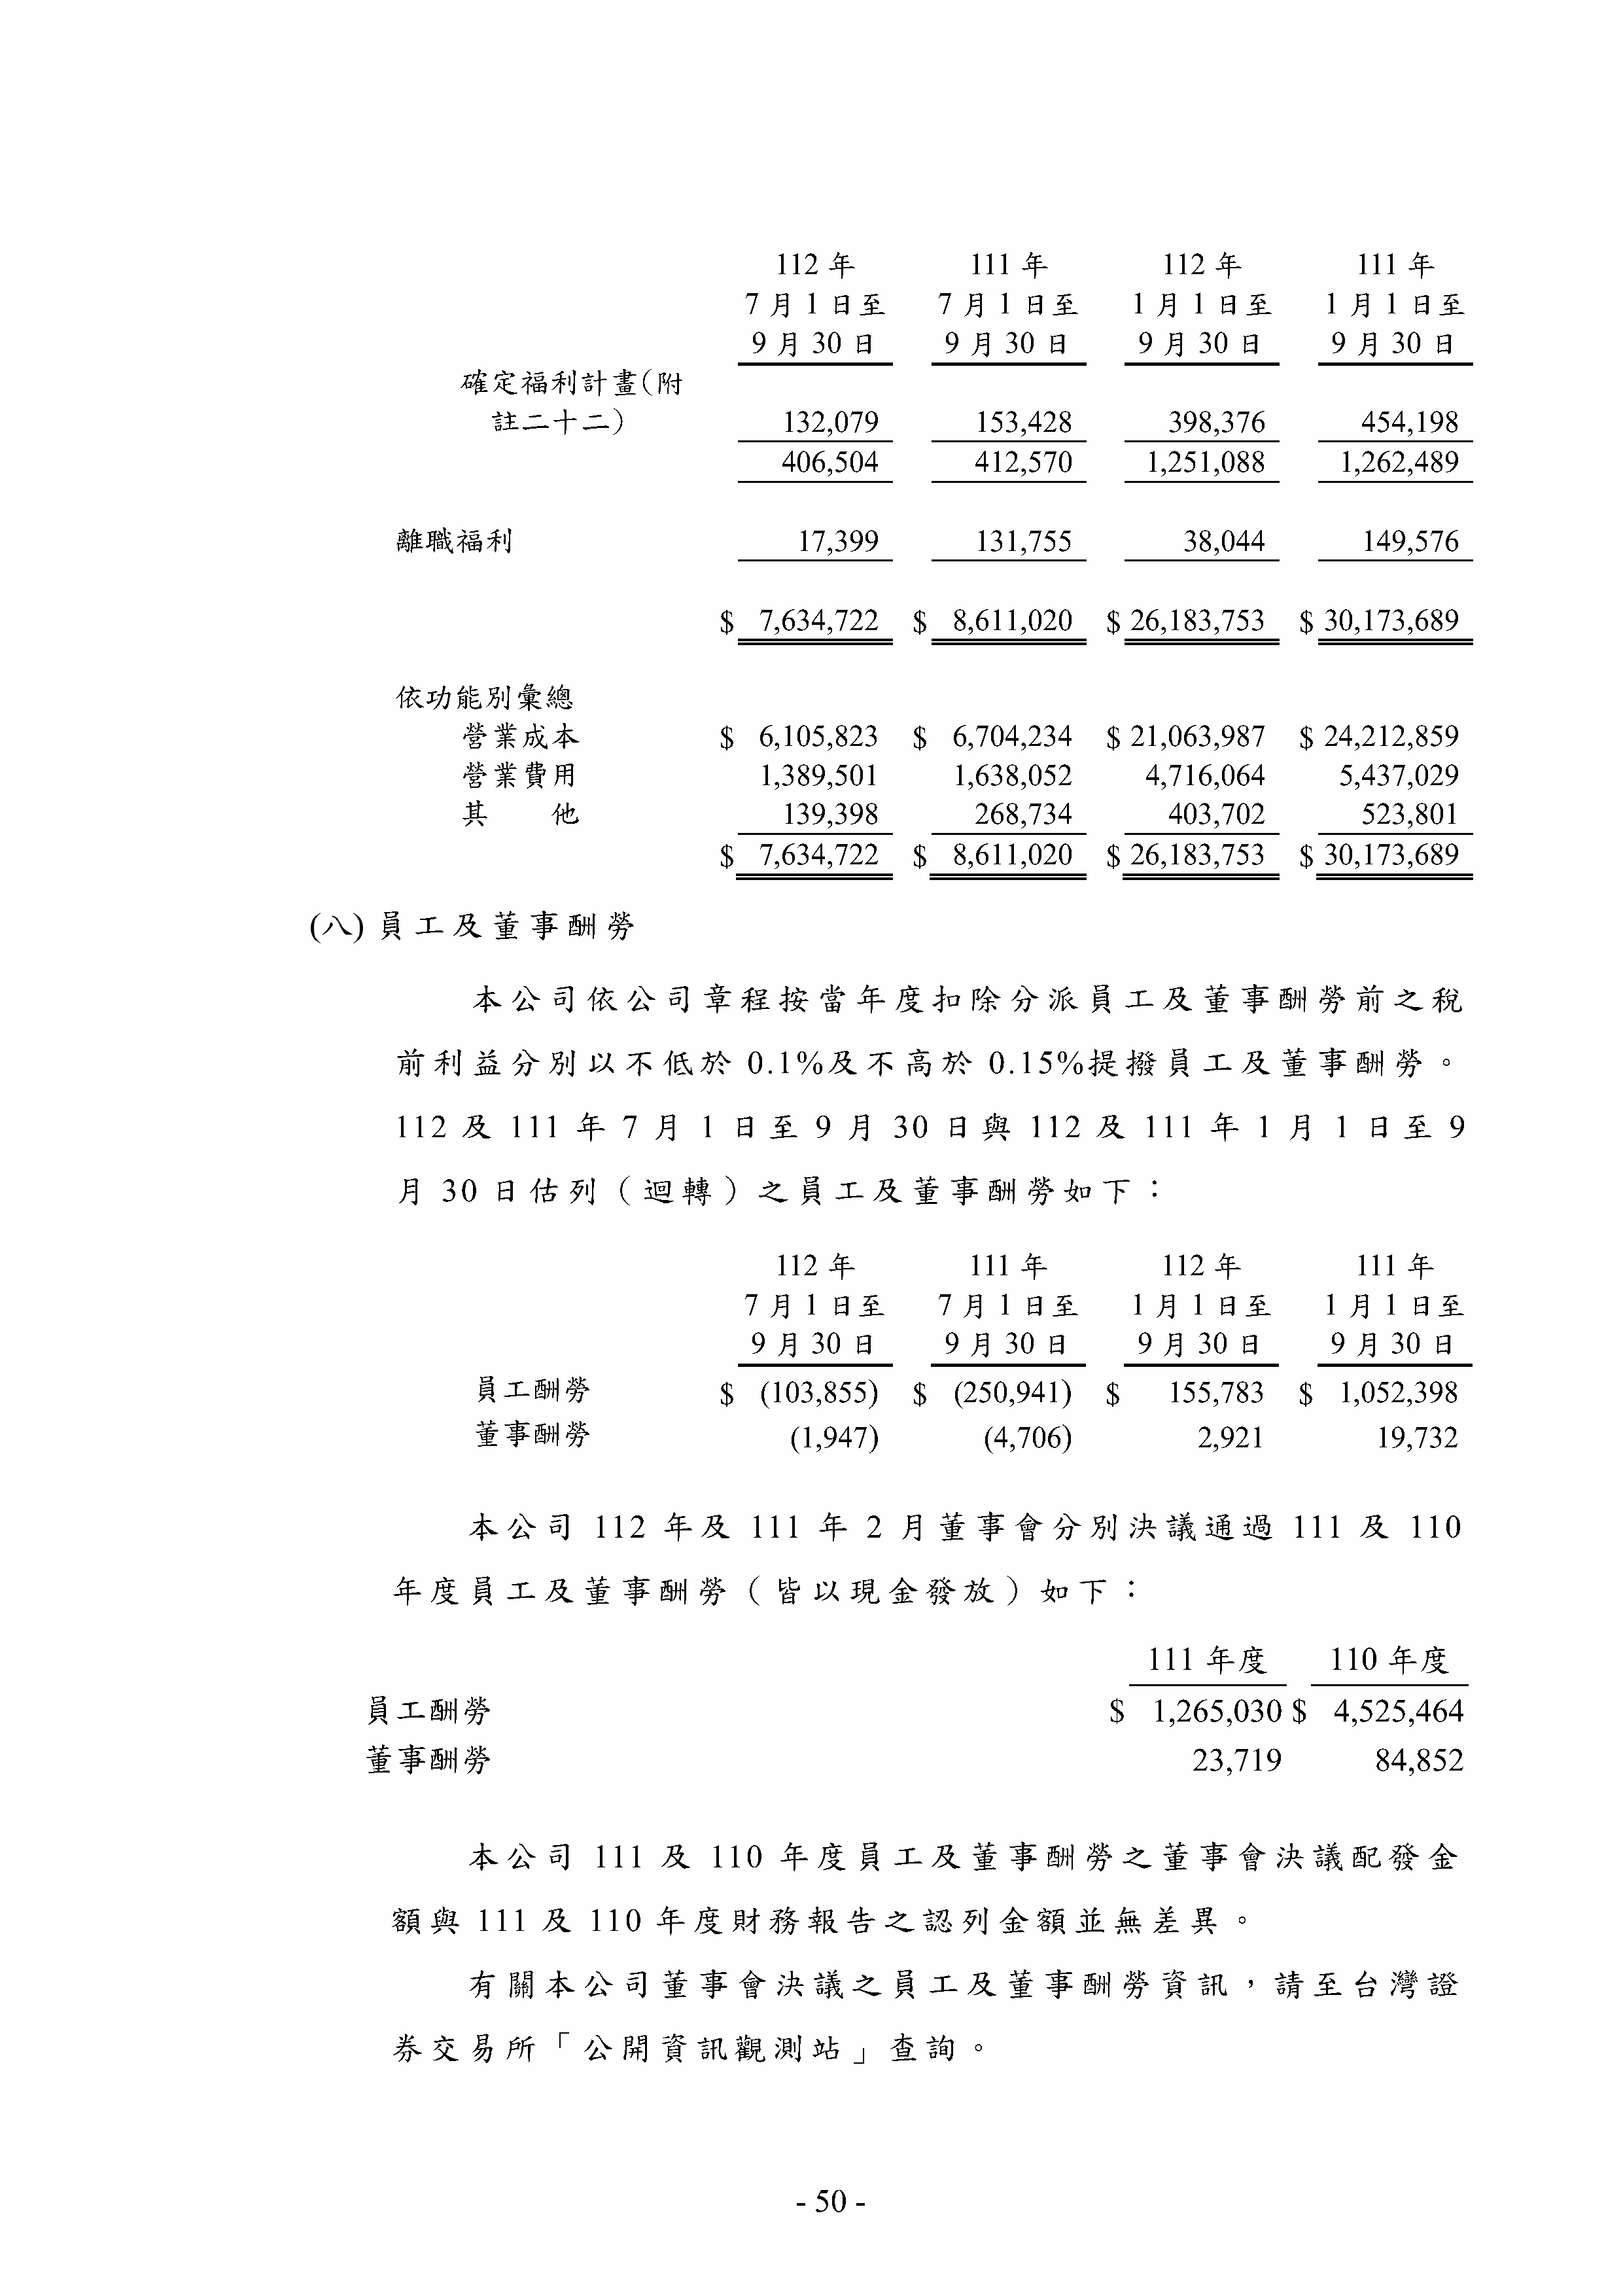 112 年 111 年 112 年 111 年
7 月 1 日至 7 月 1 日至 1 月 1 日至 1 月 1 日至
9 月 30 日 9 月 30 日 9 月 30 日 9 月 30 日
確定福利計畫(附
註二十二) 132,079 153,428 398,376 454,198
406,504 412,570 1,251,088 1,262,489
離職福利 17,399 131,755 38,044 149,576
$ 7,634,722 $ 8,611,020 $ 26,183,753 $ 30,173,689
依功能別彙總
營業成本 $ 6,105,823 $ 6,704,234 $ 21,063,987 $ 24,212,859
營業費用 1,389,501 1,638,052 4,716,064 5,437,029
其 他 139,398 268,734 403,702 523,801
$ 7,634,722 $ 8,611,020 $ 26,183,753 $ 30,173,689
(八) 員工及董事酬勞
本公司依公司章程按當年度扣除分派員工及董事酬勞前之稅
前利益分別以不低於 0.1%及不高於 0.15%提撥員工及董事酬勞。
112 及 111 年 7 月 1 日至 9 月 30 日與 112 及 111 年 1 月 1 日至 9
月 30 日估列(迴轉)之員工及董事酬勞如下:
112 年 111 年 112 年 111 年
7 月 1 日至 7 月 1 日至 1 月 1 日至 1 月 1 日至
9 月 30 日 9 月 30 日 9 月 30 日 9 月 30 日
員工酬勞 $ (103,855) $ (250,941) $ 155,783 $ 1,052,398
董事酬勞 (1,947) (4,706) 2,921 19,732
本公司 112 年及 111 年 2 月董事會分別決議通過 111 及 110
年度員工及董事酬勞(皆以現金發放)如下:
111 年度 110 年度
員工酬勞 $ 1,265,030 $ 4,525,464
董事酬勞 23,719 84,852
本公司 111 及 110 年度員工及董事酬勞之董事會決議配發金
額與 111 及 110 年度財務報告之認列金額並無差異。
有關本公司董事會決議之員工及董事酬勞資訊,請至台灣證
券交易所「公開資訊觀測站」查詢。
- 50 -